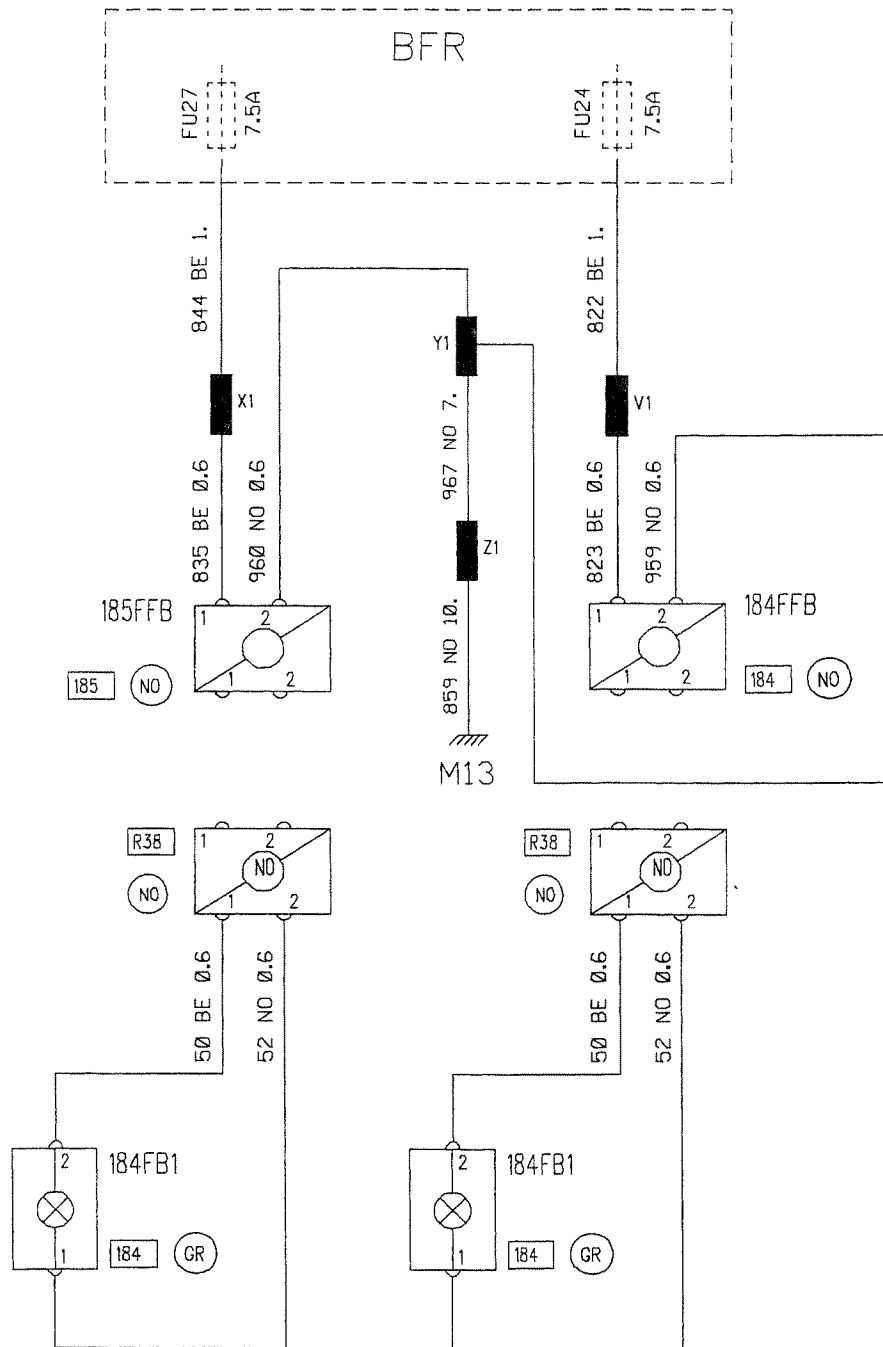 BFR
FU27
7.5A
FU24
7.5A
844 BE 1.
822 BE 1.
Y1
X1
V1
967 NO 7.
835 BE 0.6
960 NO 0.6
823 BE 0.6
959 NO 0.6
Z1
185FFB
1
2
1
2
185
NO
859 NO 10.
M13
184FFB
1
2
1
2
184
NO
R38
NO
1
2
NO
1
2
R38
NO
1
2
NO
1
2
50 BE 0.6
52 NO 0.6
50 BE 0.6
52 NO 0.6
2
184FB1
1
184
GR
2
184FB1
1
184
GR